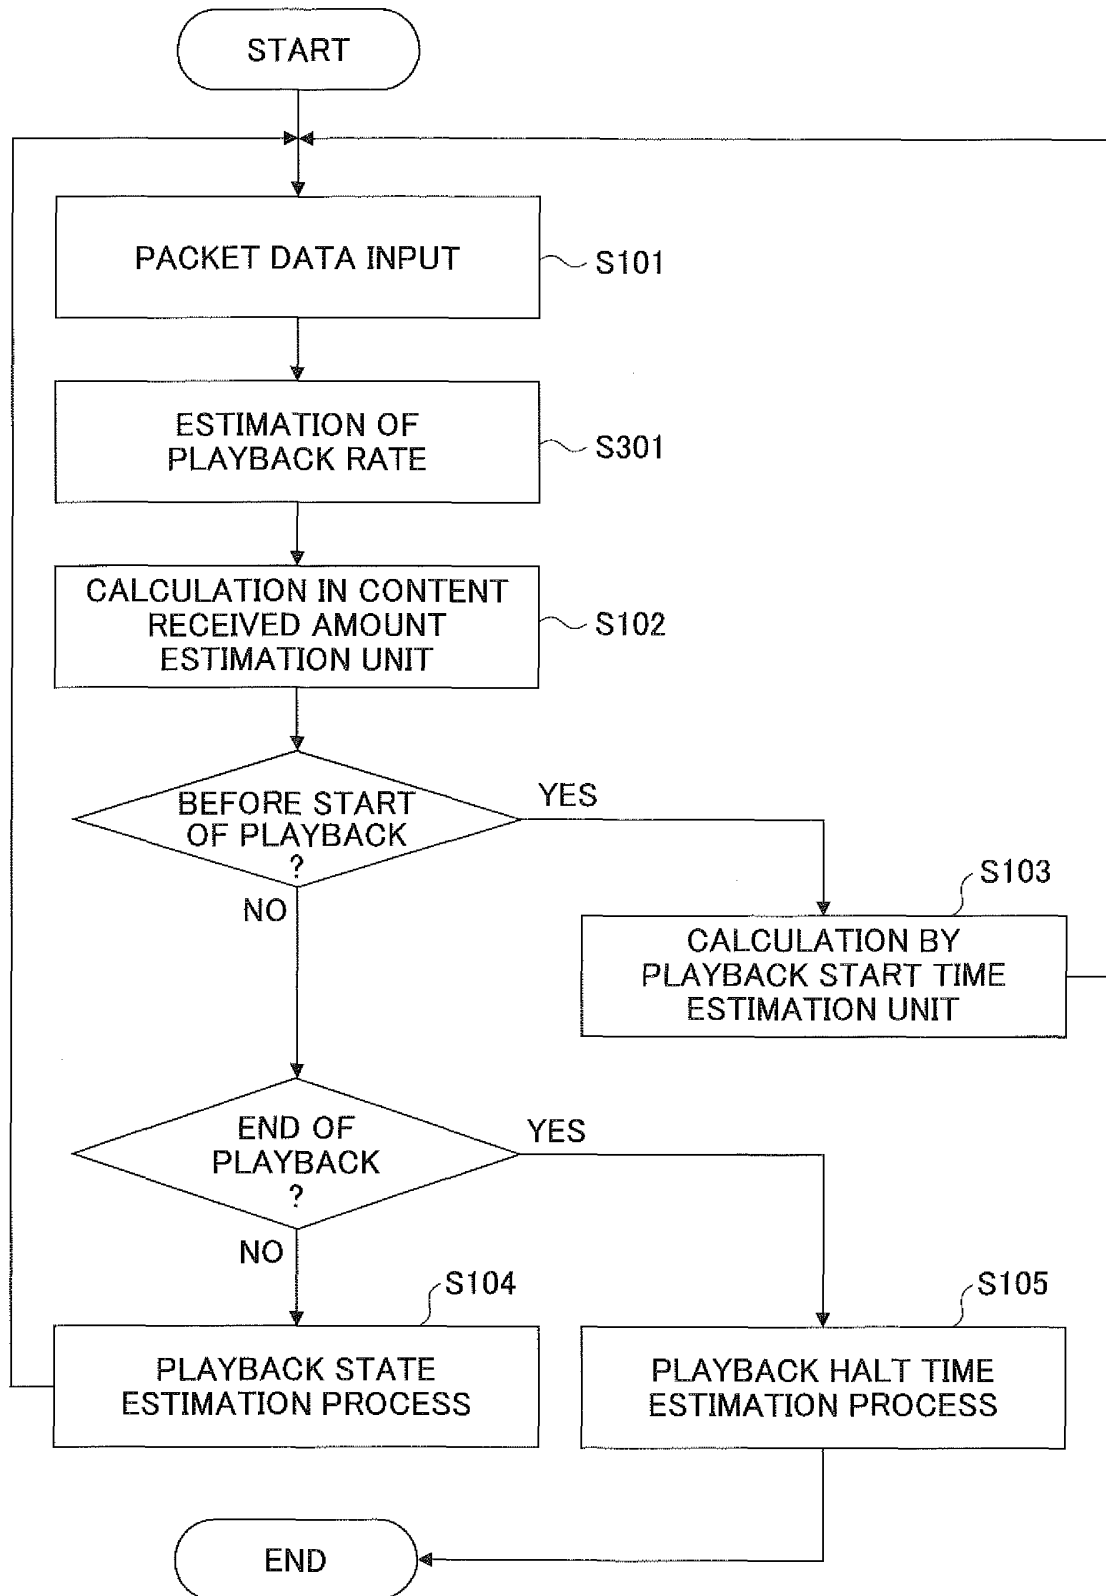 START
PACKET DATA INPUT
S101
ESTIMATION OF
PLAYBACK RATE
S301
CALCULATION IN CONTENT
RECEIVED AMOUNT
ESTIMATION UNIT
S102
BEFORE START
OF PLAYBACK
?
YES
NO
S103
CALCULATION BY
PLAYBACK START TIME
ESTIMATION UNIT
END OF
PLAYBACK
?
YES
NO
S104
PLAYBACK STATE
ESTIMATION PROCESS
S105
PLAYBACK HALT TIME
ESTIMATION PROCESS
END